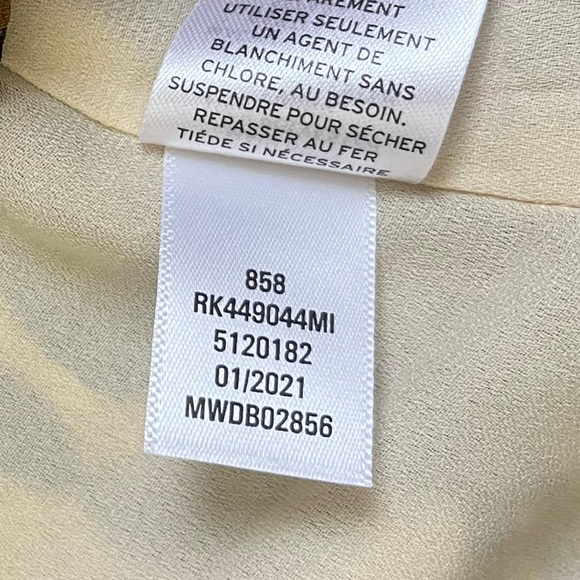 UTILISER SEULEMENT
UN AGENT DE
BLANCHIMENT SANS
CHLORE, AU BESOIN.
SUSPENDRE POUR SÉCHER
REPASSER AU FER
TIÉDE SI NÉCESSAIRE
858
RK449044MI
5120182
01/2021
MWDB02856